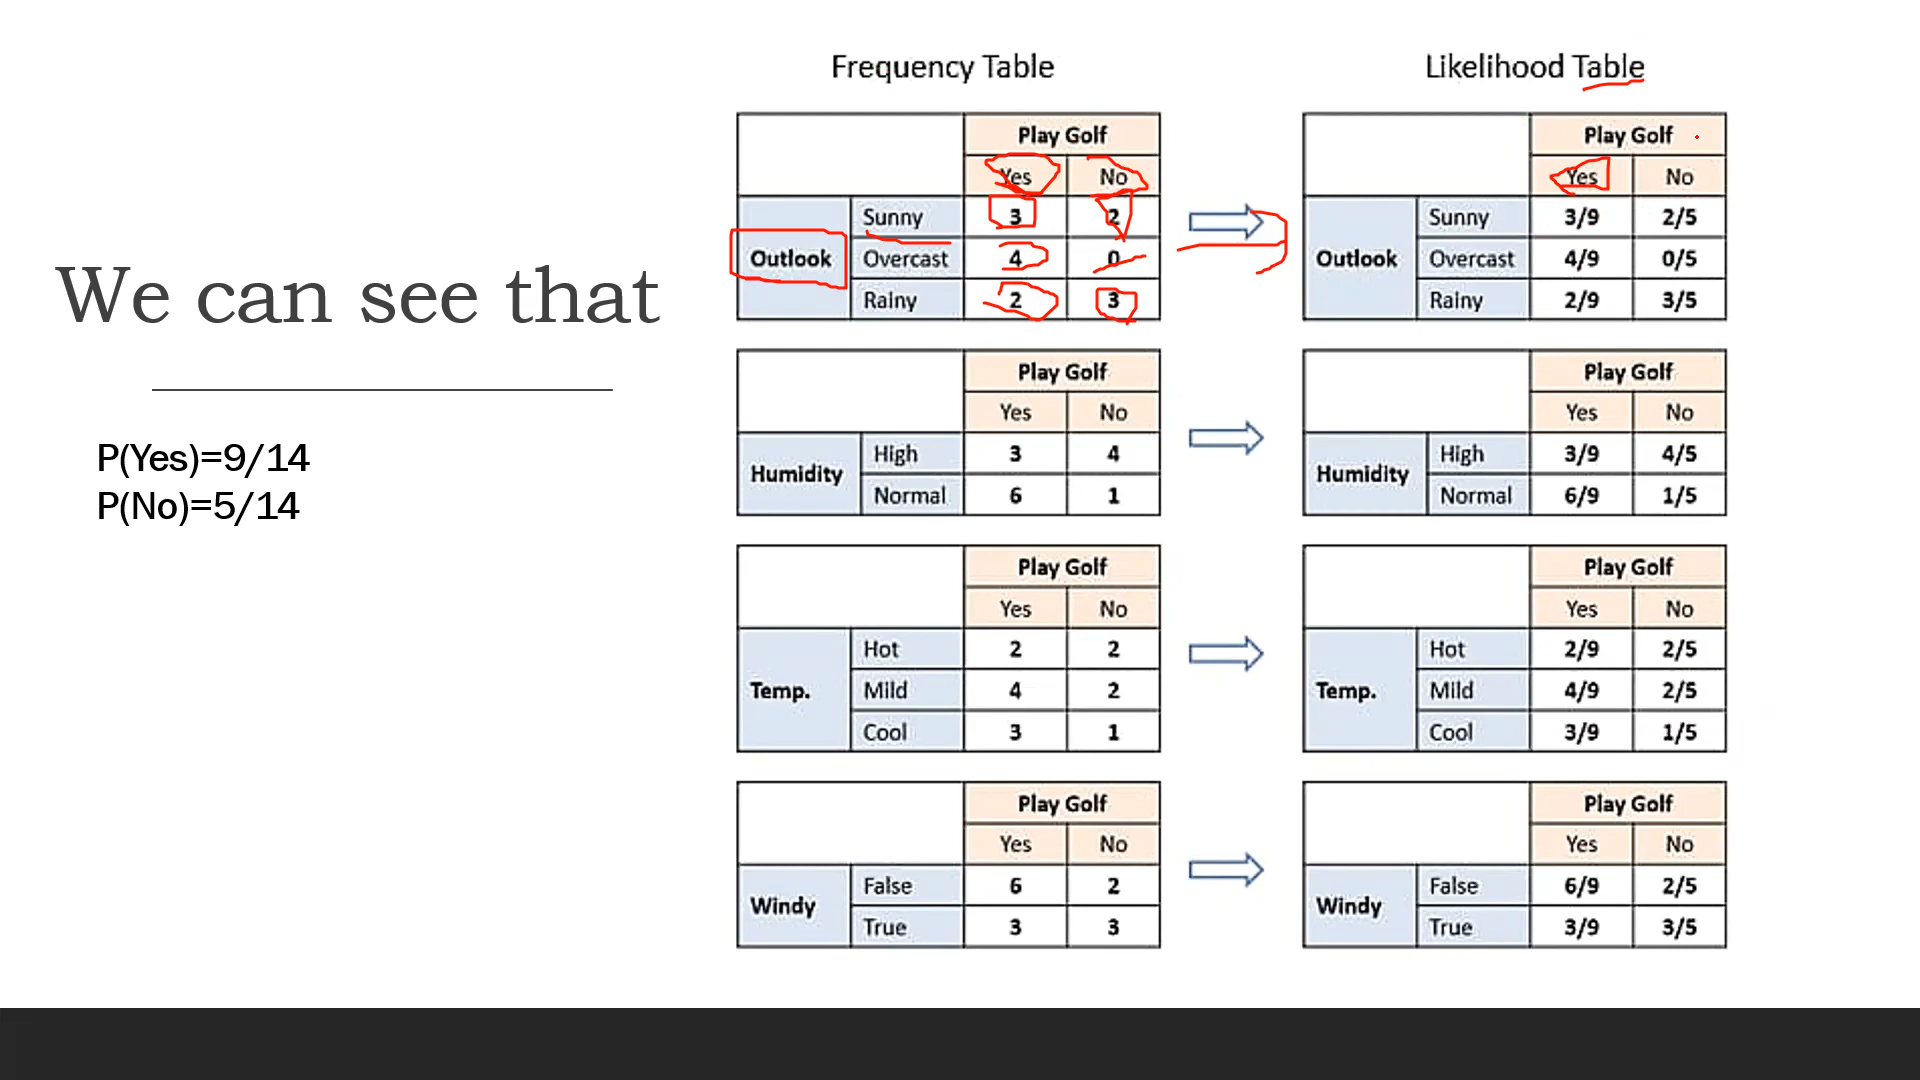 We can see that
P(Yes)=9/14
P(No)=5/14
Frequency Table
Play Golf
Yes No
Sunny 3 2
Outlook Overcast 4 0
Rainy 2 3
Play Golf
Yes No
High 3 4
Humidity
Normal 6 1
Play Golf
Yes No
Hot 2 2
Temp. Mild 4 2
Cool 3 1
Play Golf
Yes No
False 6 2
Windy
True 3 3
Likelihood Table
Play Golf
Yes No
Sunny 3/9 2/5
Outlook Overcast 4/9 0/5
Rainy 2/9 3/5
Play Golf
Yes No
High 3/9 4/5
Humidity
Normal 6/9 1/5
Play Golf
Yes No
Hot 2/9 2/5
Temp. Mild 4/9 2/5
Cool 3/9 1/5
Play Golf
Yes No
False 6/9 2/5
Windy
True 3/9 3/5